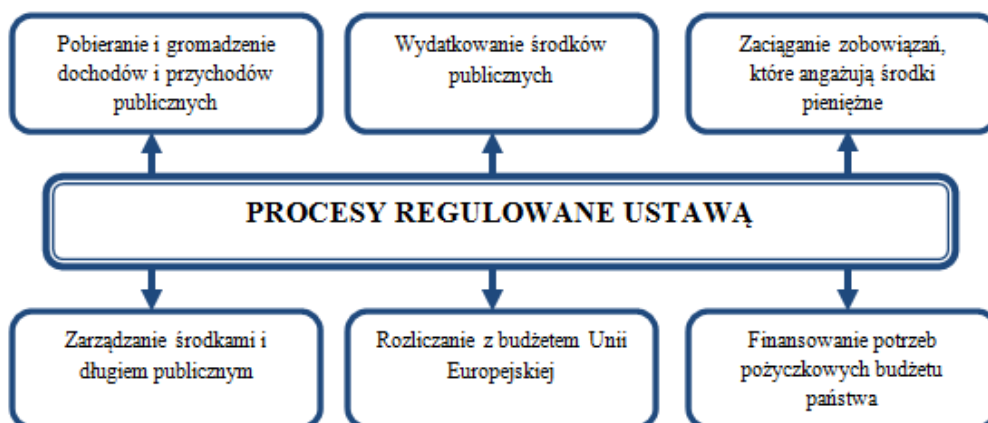 Pobieranie i gromadzenie
dochodów i przychodów
publicznych
Wydatkowanie środków
publicznych
Zaciąganie zobowiązań,
które angażują środki
pieniężne
PROCESY REGULOWANE USTAWĄ
Zarządzanie środkami i
długiem publicznym
Rozliczanie z budżetem Unii
Europejskiej
Finansowanie potrzeb
pożyczkowych budżetu
państwa